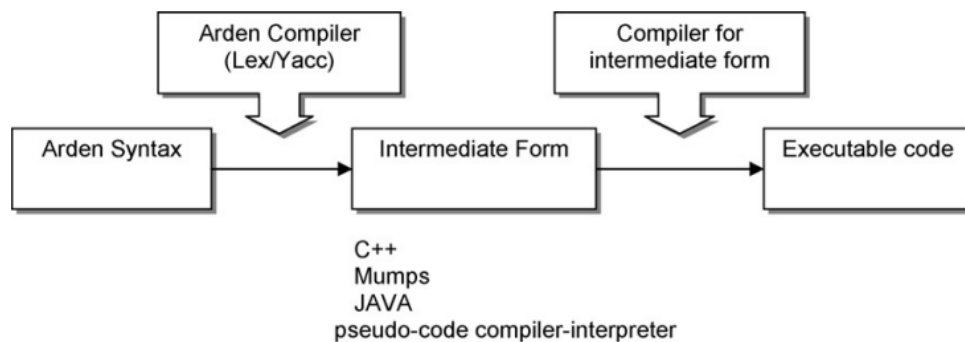 Arden Compiler
(Lex/Yacc)
Compiler for
intermediate form
Arden Syntax
Intermediate Form
Executable code
C++
Mumps
JAVA
pseudo-code compiler-interpreter